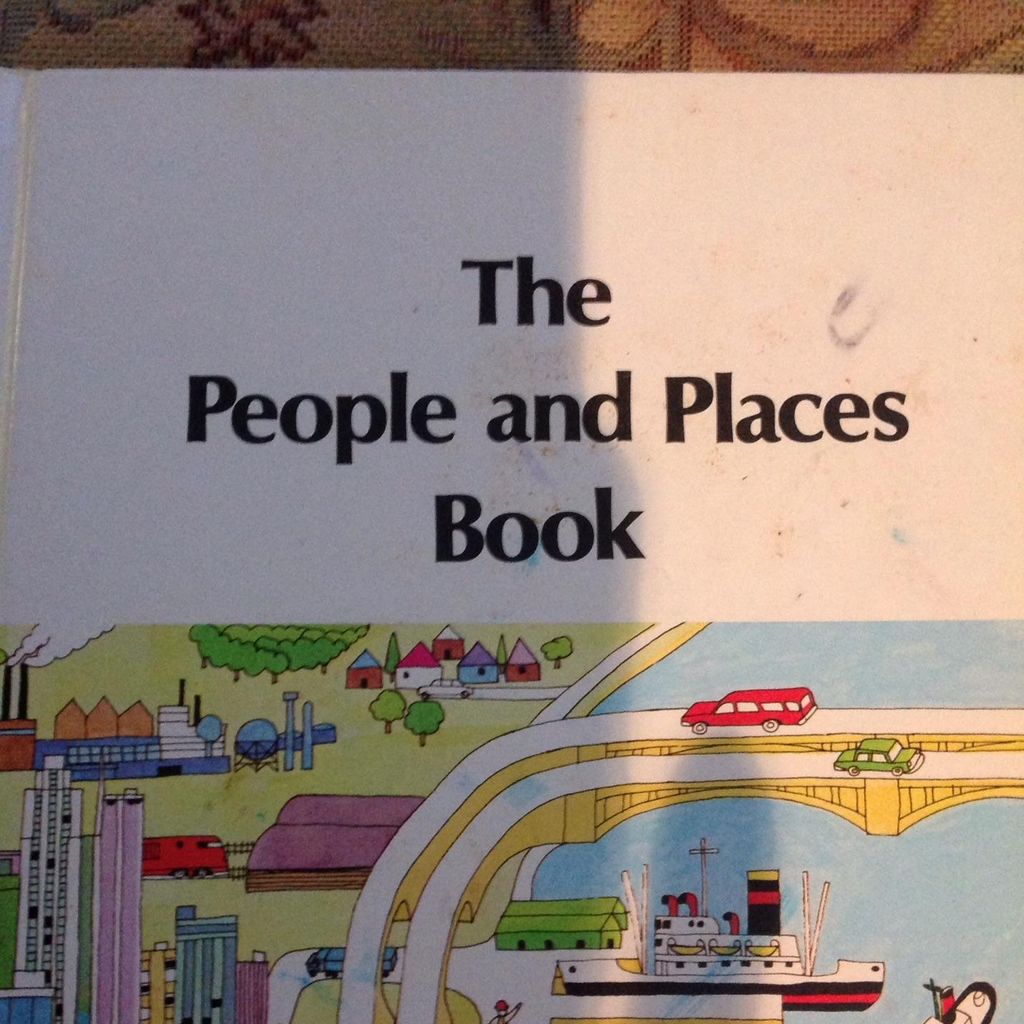 The
People and Places
Book